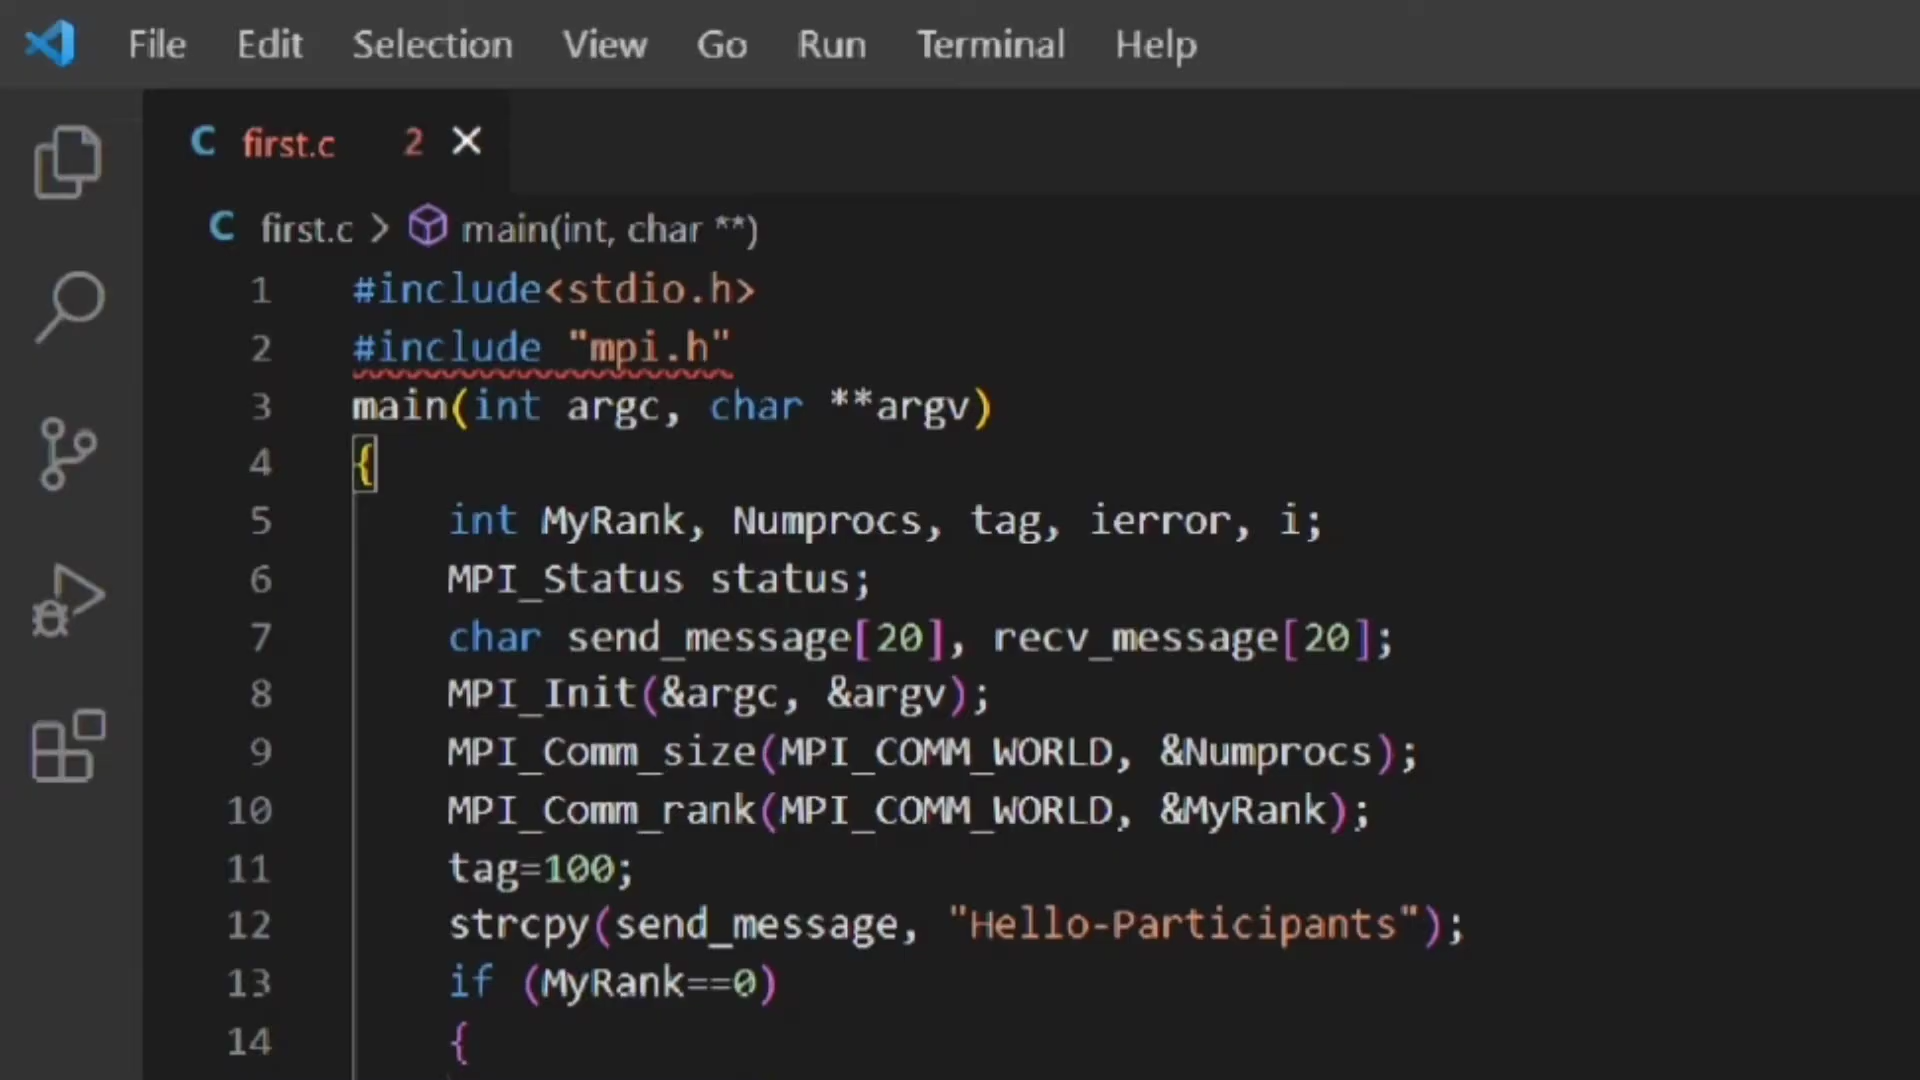 File Edit Selection View Go Run Terminal Help
C first.c 2
C first.c > main(int, char **)
1 #include<stdio.h>
2 #include "mpi.h"
3 main(int argc, char **argv)
4 {
5 int MyRank, Numprocs, tag, ierror, i;
6 MPI_Status status;
7 char send_message[20], recv_message[20];
8 MPI_Init(&argc, &argv);
9 MPI_Comm_size(MPI_COMM_WORLD, &Numprocs);
10 MPI_Comm_rank(MPI_COMM_WORLD, &MyRank);
11 tag=100;
12 strcpy(send_message, "Hello-Participants");
13 if (MyRank==0)
14 {